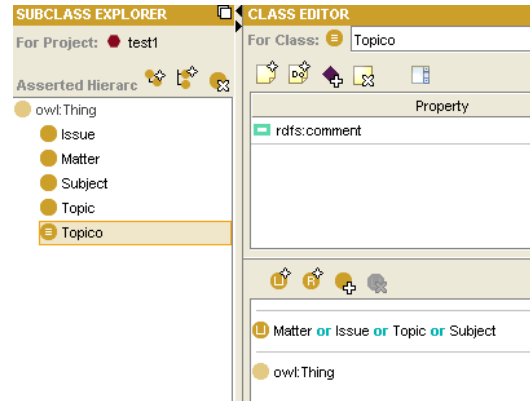 SUBCLASS EXPLORER
For Project: test1
Asserted Hierarc
owl:Thing
Issue
Matter
Subject
Topic
Topico
CLASS EDITOR
For Class: Topico
Property
rdfs:comment
Matter or Issue or Topic or Subject
owl:Thing